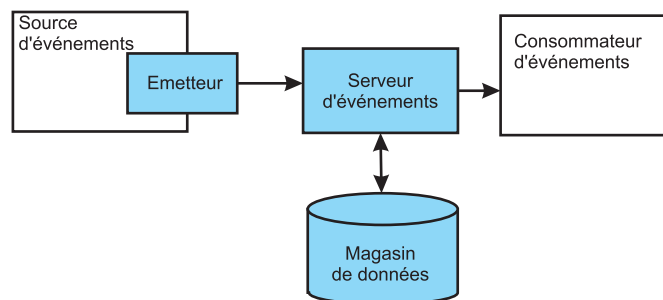 Source
d'événements
Emetteur
Serveur
d'événements
Consommateur
d'événements
Magasin
de données